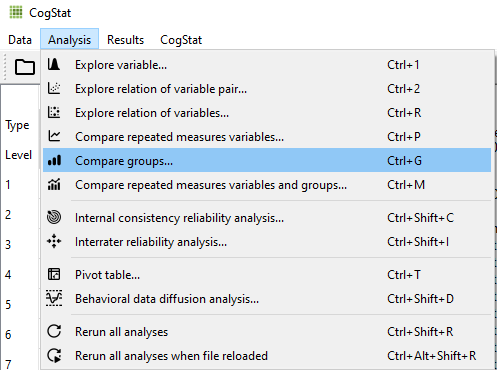 CogStat
Data Analysis Results CogStat
Explore variable... Ctrl+1
Explore relation of variable pair... Ctrl+2
Explore relation of variables... Ctrl+R
Type
Compare repeated measures variables... Ctrl+P
Level
Compare groups... Ctrl+G
1
Compare repeated measures variables and groups... Ctrl+M
2
Internal consistency reliability analysis... Ctrl+Shift+C
3
Interrater reliability analysis... Ctrl+Shift+I
4
Pivot table... Ctrl+T
5
Behavioral data diffusion analysis... Ctrl+Shift+D
6
Rerun all analyses Ctrl+Shift+R
7
Rerun all analyses when file reloaded Ctrl+Alt+Shift+R